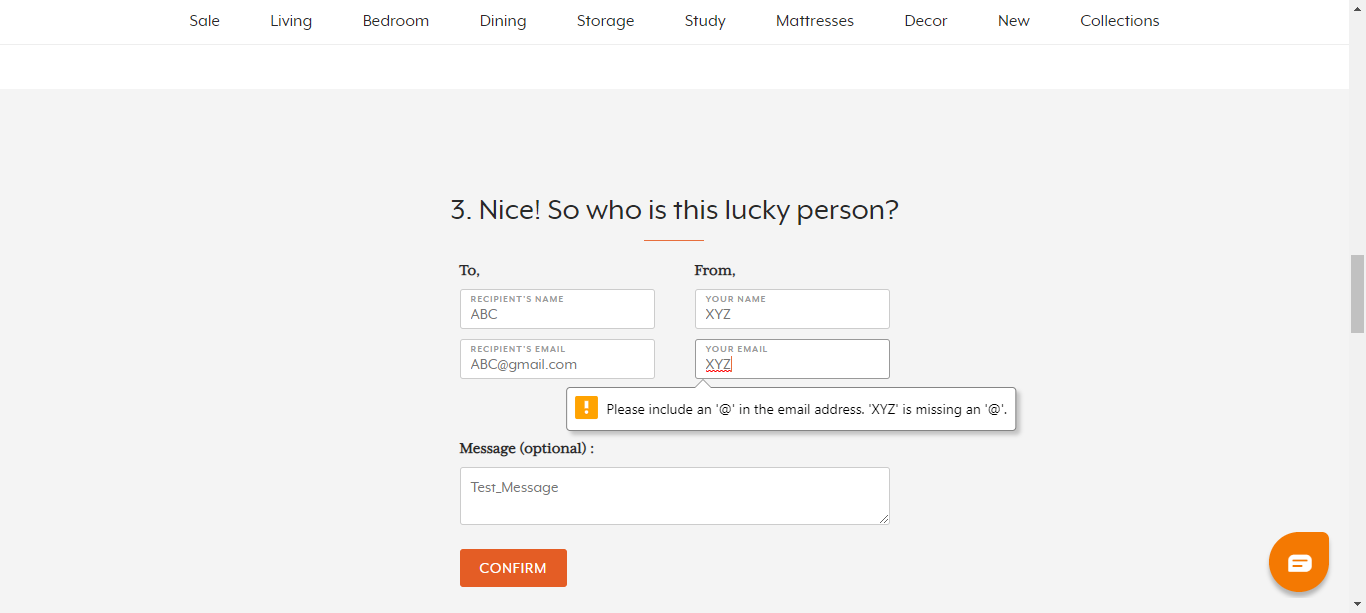 Sale Living Bedroom Dining Storage Study Mattresses Decor New Collections
3. Nice! So who is this lucky person?
To, From,
RECIPIENT'S NAME YOUR NAME
ABC XYZ
RECIPIENT'S EMAIL YOUR EMAIL
ABC@gmail.com XYZ
! Please include an '@' in the email address. 'XYZ' is missing an '@'.
Message (optional) :
Test_Message
CONFIRM